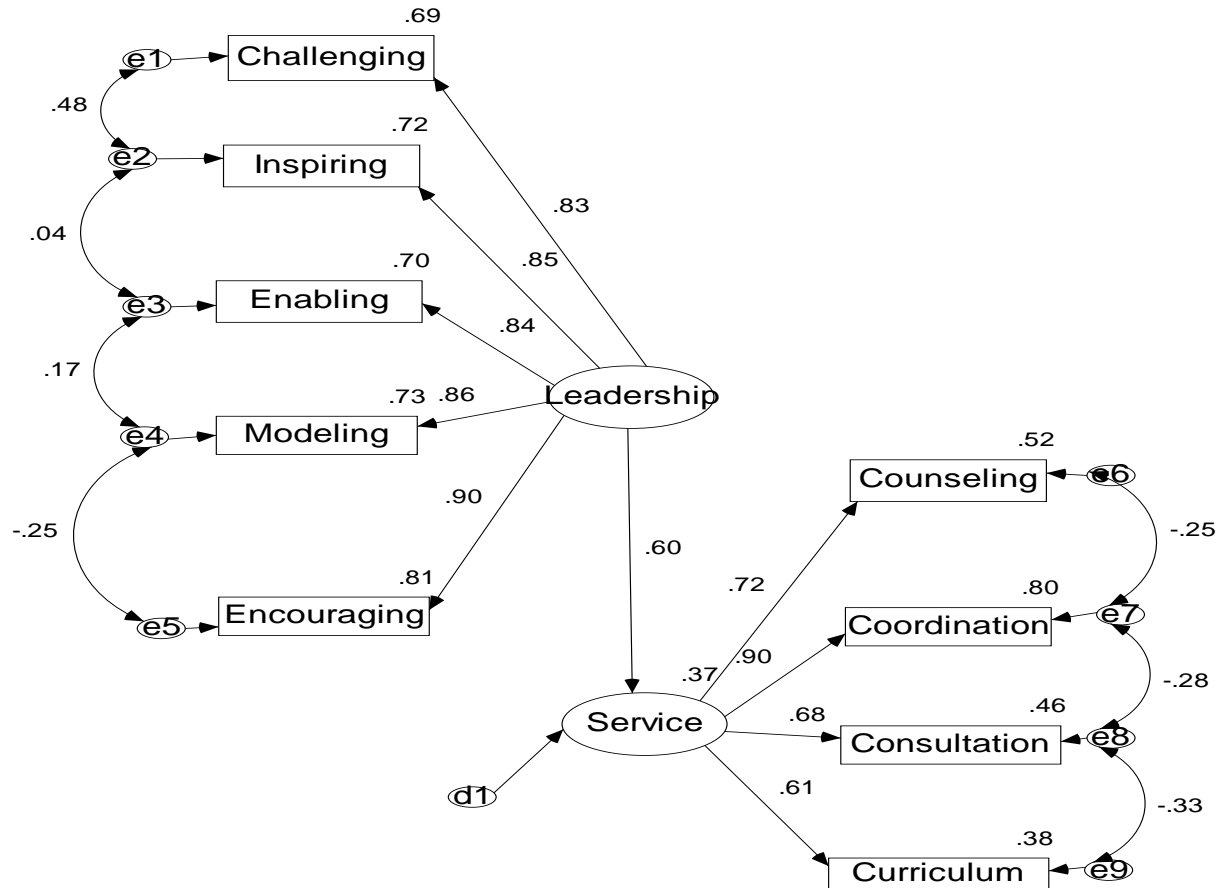 .69
e1
Challenging
.48
.72
e2
Inspiring
.83
.04
.85
.70
e3
Enabling
.84
.17
Leadership
.73
.86
e4
Modeling
.52
Counseling
e6
.90
-.25
-.25
.60
.72
.81
.80
e5
Encouraging
Coordination
e7
.37
.90
-.28
Service
.68
.46
Consultation
e8
d1
.61
-.33
.38
Curriculum
e9